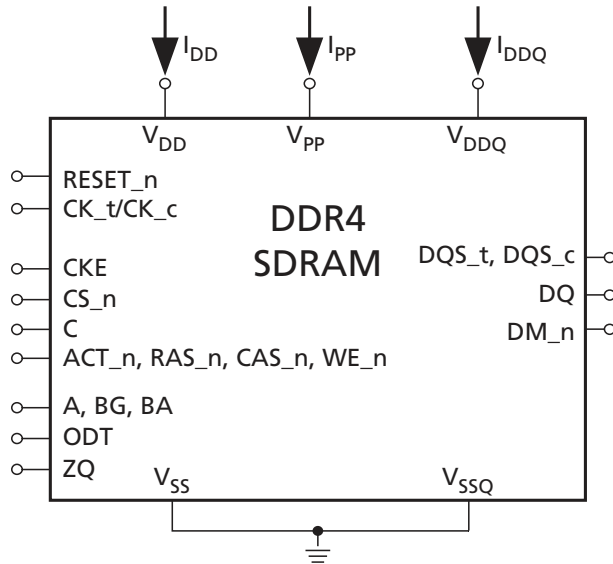 I_DD I_PP I_DDQ
V_DD V_PP V_DDQ
RESET_n
CK_t/CK_c
DDR4
SDRAM
CKE
CS_n
C
ACT_n, RAS_n, CAS_n, WE_n
A, BG, BA
ODT
ZQ
DQS_t, DQS_c
DQ
DM_n
V_SS V_SSQ